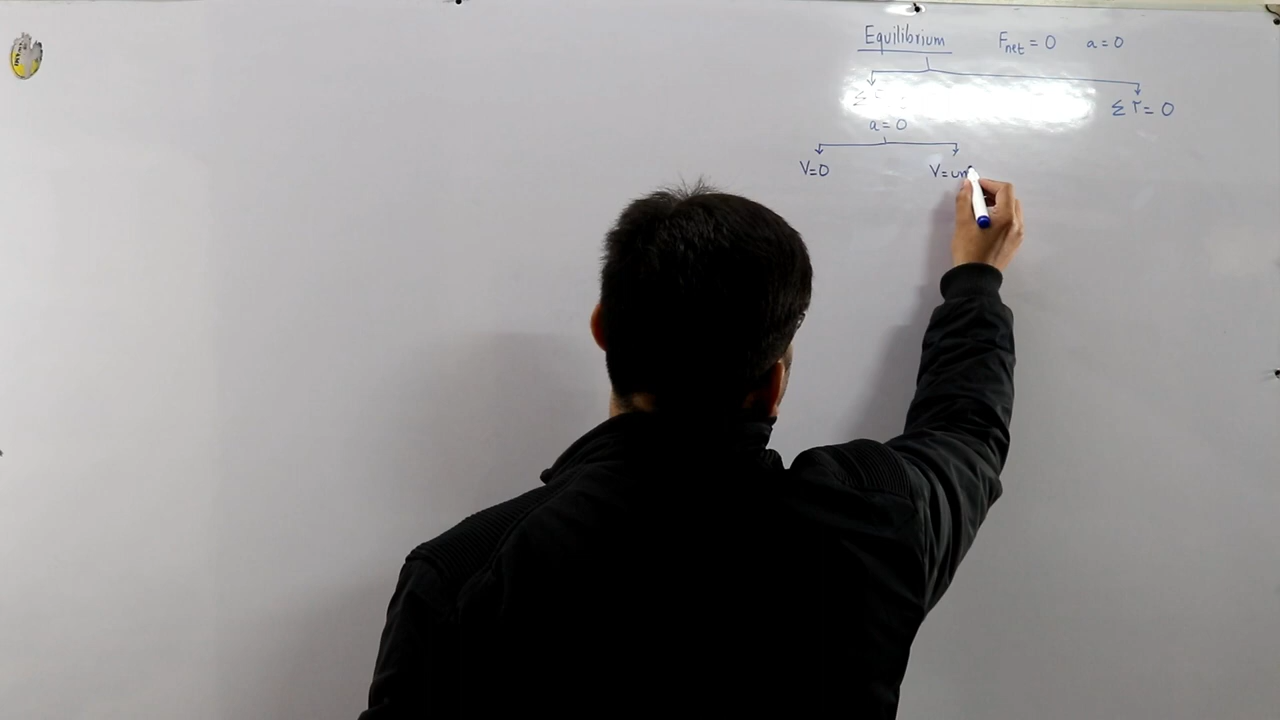 Equilibrium Fnet = 0 a = 0
Σ Στ = 0
a = 0
V=0 V=un